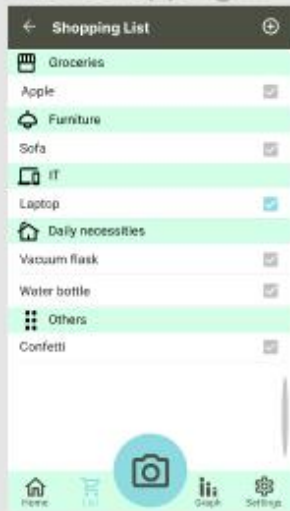 Shopping List
Groceries
Apple
Furniture
Sofa
IT
Laptop
Daily necessities
Vacuum flask
Water bottle
Others
Confetti
Home
List
Graph
Settings